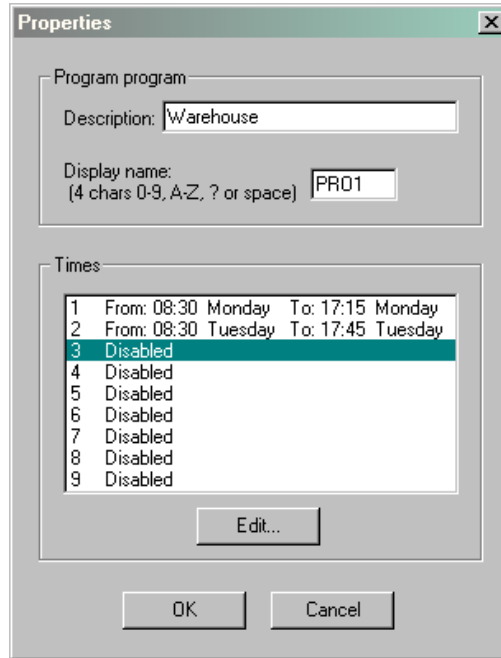 Properties
Program program
Description: Warehouse
Display name:
(4 chars 0-9, A-Z, ? or space) PRO1
Times
1 From: 08:30 Monday To: 17:15 Monday
2 From: 08:30 Tuesday To: 17:45 Tuesday
3 Disabled
4 Disabled
5 Disabled
6 Disabled
7 Disabled
8 Disabled
9 Disabled
Edit...
OK Cancel